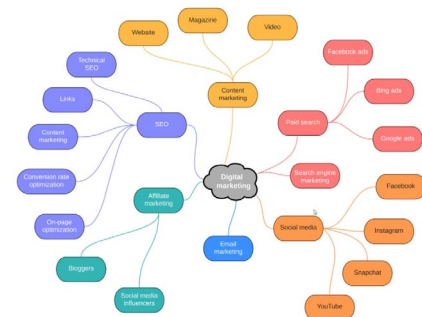 Magazine
Website
Video
Content
marketing
Technical
SEO
Links
Content
marketing
Conversion rate
optimization
On-page
optimization
SEO
Facebook ads
Bing ads
Google ads
Paid search
Search engine
marketing
Digital
marketing
Affiliate
marketing
Bloggers
Social media
influencers
Email
marketing
Social media
Facebook
Instagram
Snapchat
YouTube